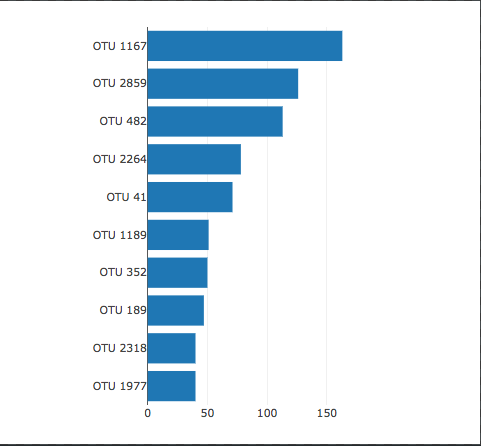 OTU 1167
OTU 2859
OTU 482
OTU 2264
OTU 41
OTU 1189
OTU 352
OTU 189
OTU 2318
OTU 1977
0 50 100 150